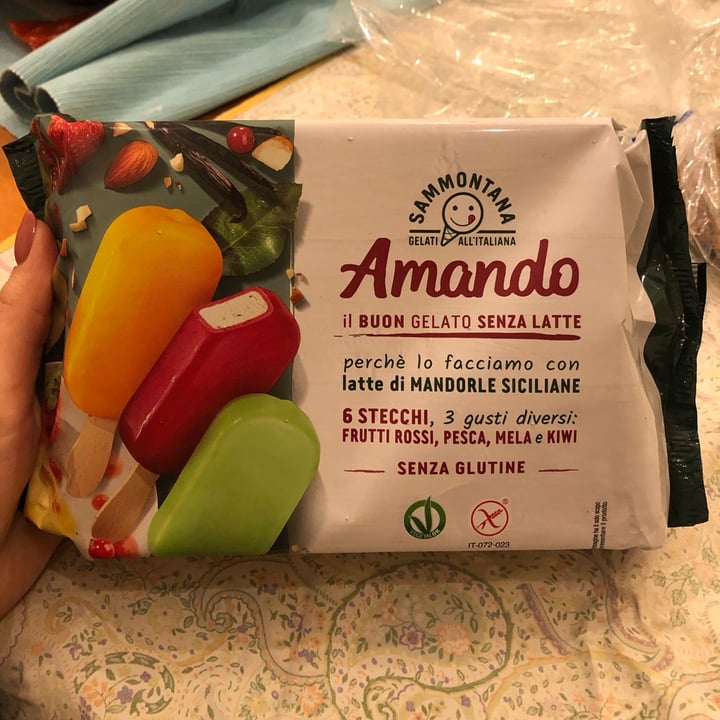 SAMMONTANA
GELATI ALL'ITALIANA
Amando
il BUON GELATO SENZA LATTE
perchè lo facciamo con
latte di MANDORLE SICILIANE
6 STECCHI, 3 gusti diversi:
FRUTTI ROSSI, PESCA, MELA e KIWI
SENZA GLUTINE
VEGETALOK
®
IT-072-023